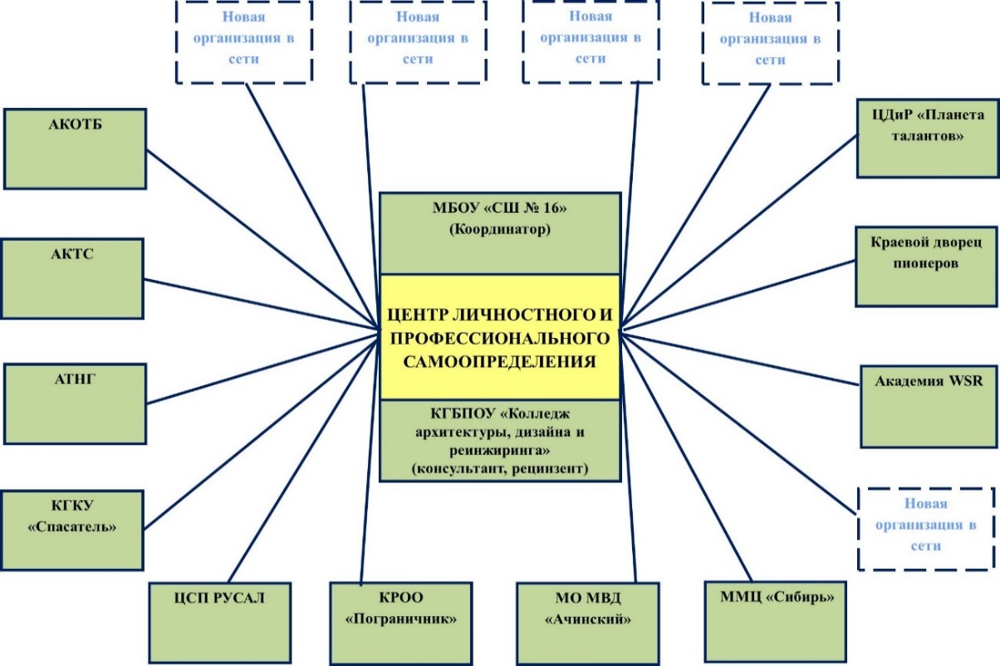 Новая
организация в
сети
Новая
организация в
сети
Новая
организация в
сети
Новая
организация в
сети
АКОТБ
ЦДиР «Планета
талантов»
МБОУ «СШ № 16»
(Координатор)
АКТС
Краевой дворец
пионеров
ЦЕНТР ЛИЧНОСТНОГО И
ПРОФЕССИОНАЛЬНОГО
САМООПРЕДЕЛЕНИЯ
АТНГ
Академия WSR
КГБПОУ «Колледж
архитектуры, дизайна и
реинжиринга»
(консультант, рецинзент)
КГКУ
«Спасатель»
Новая
организация в
сети
ЦСП РУСАЛ
КРОО
«Пограничник»
МО МВД
«Ачинский»
ММЦ «Сибирь»